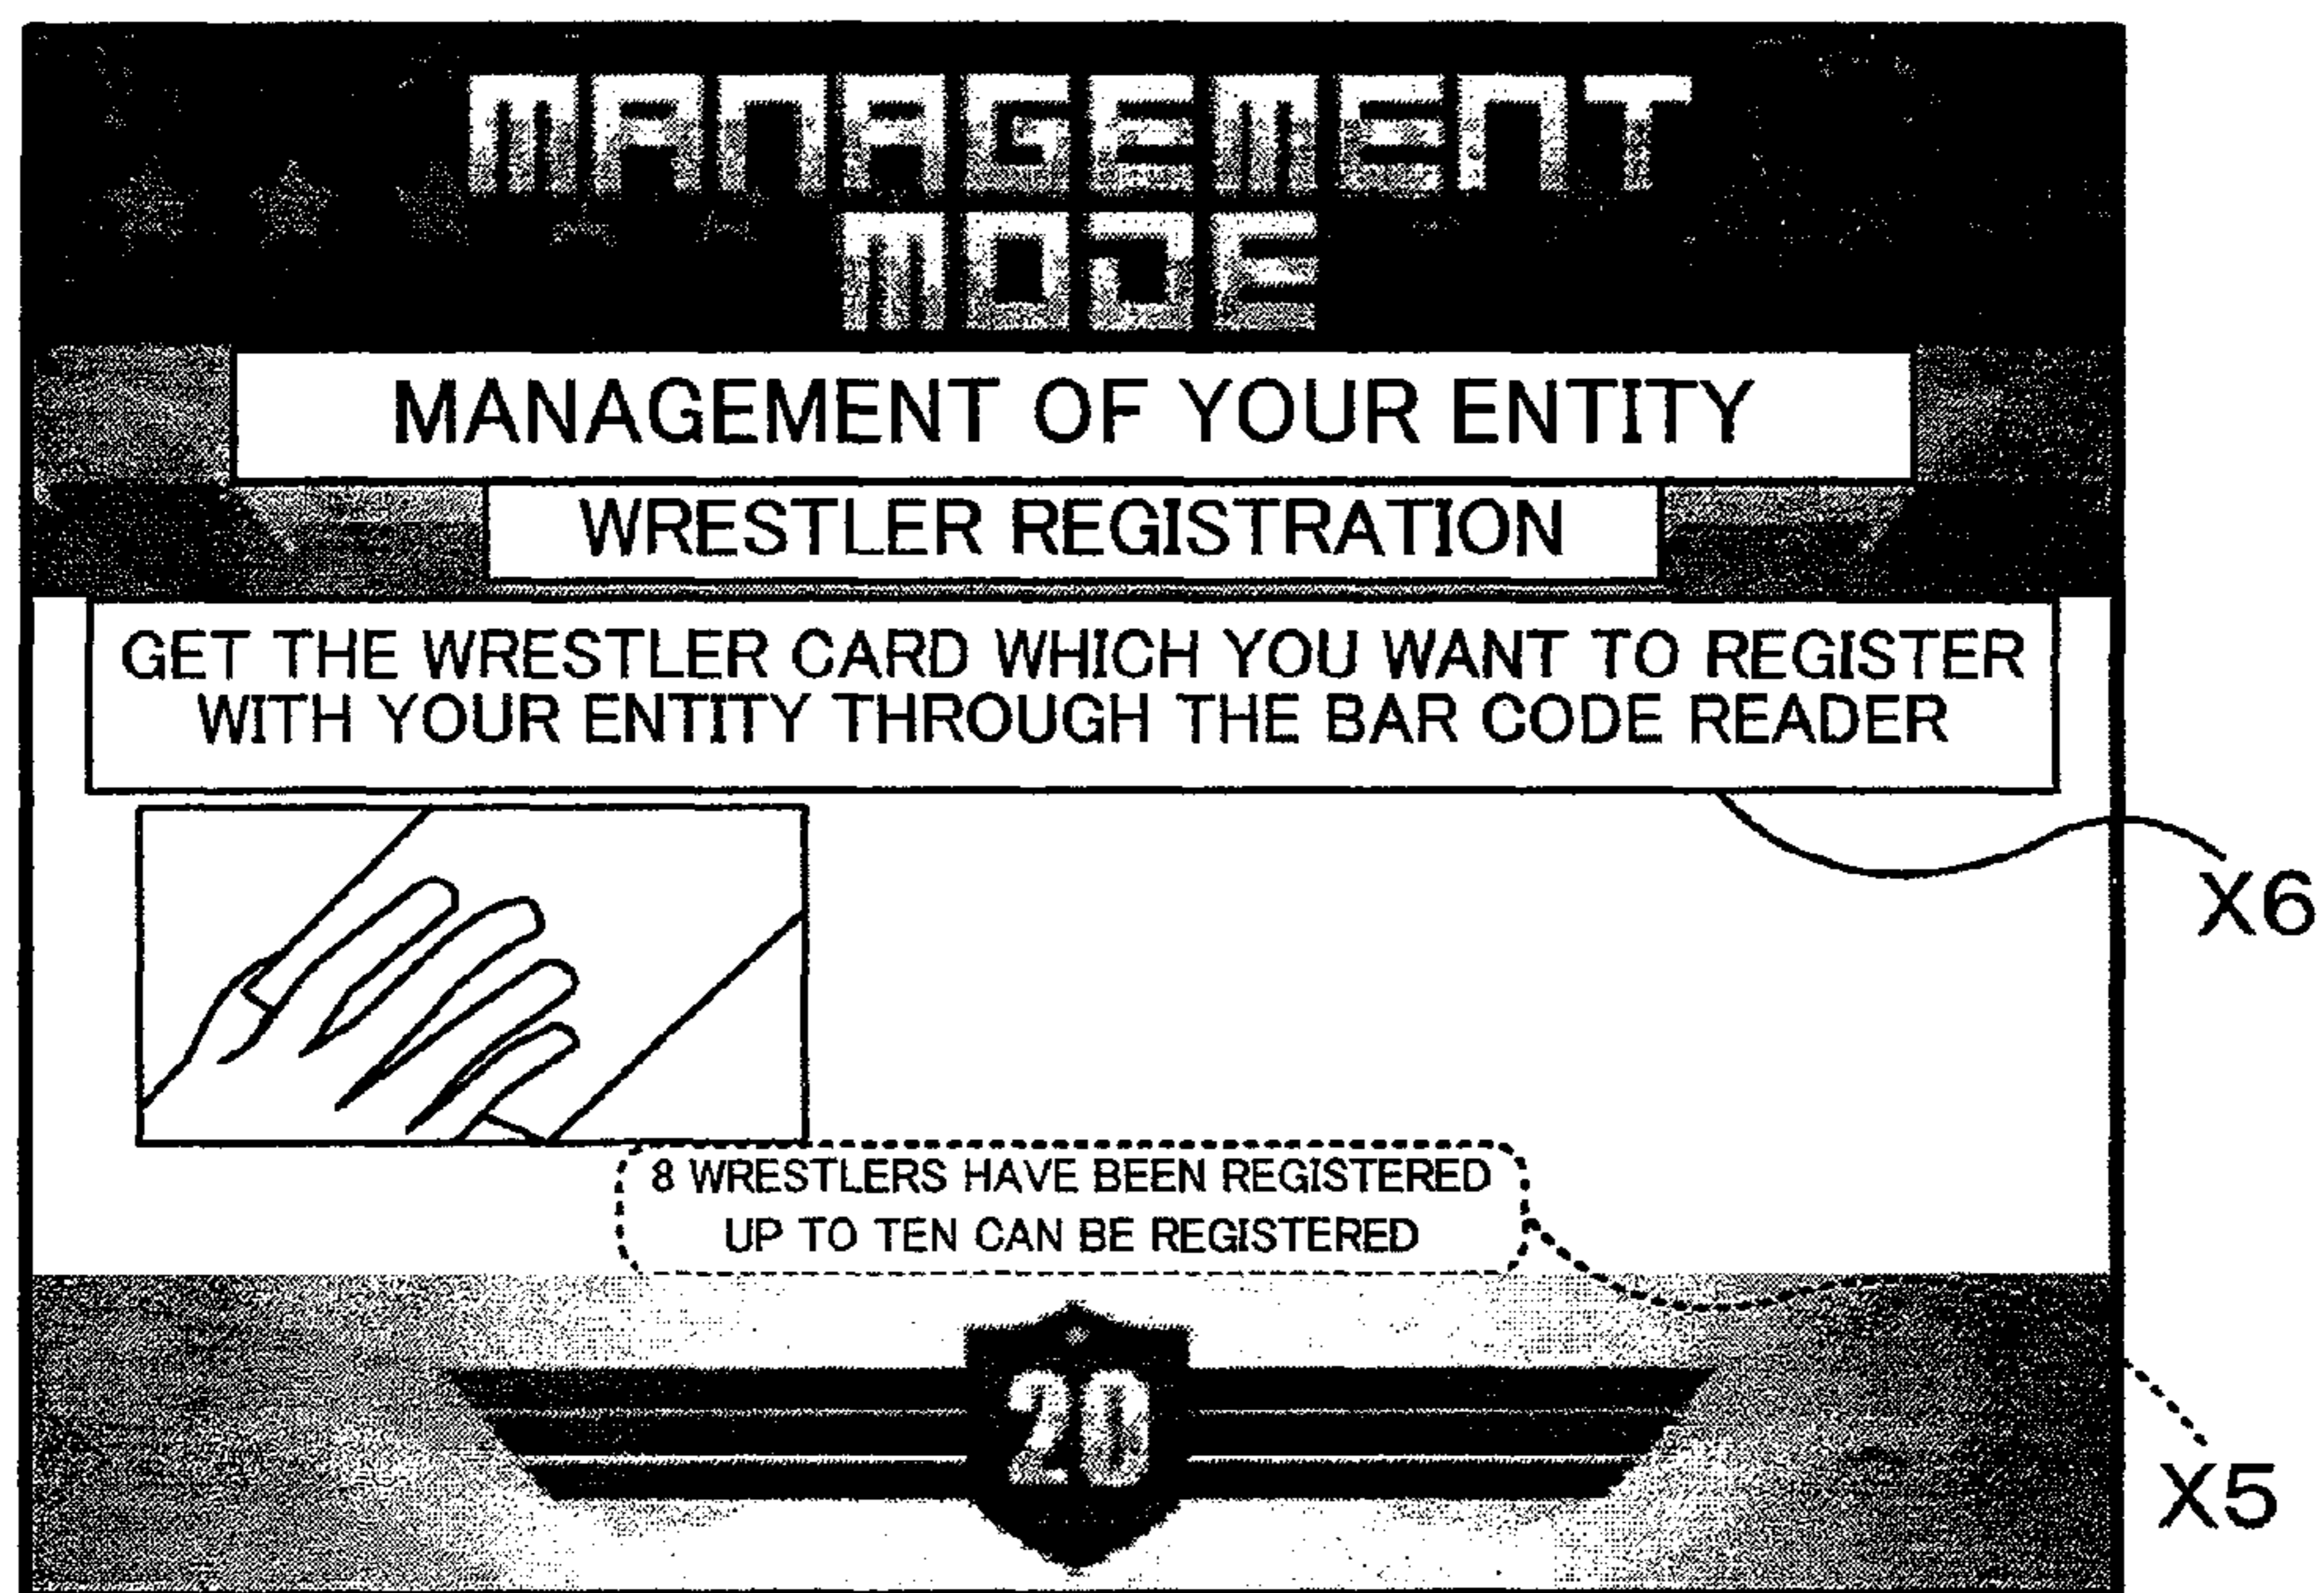 MANAGEMENT
MODE
MANAGEMENT OF YOUR ENTITY
WRESTLER REGISTRATION
GET THE WRESTLER CARD WHICH YOU WANT TO REGISTER
WITH YOUR ENTITY THROUGH THE BAR CODE READER
X6
8 WRESTLERS HAVE BEEN REGISTERED
UP TO TEN CAN BE REGISTERED
20
X5